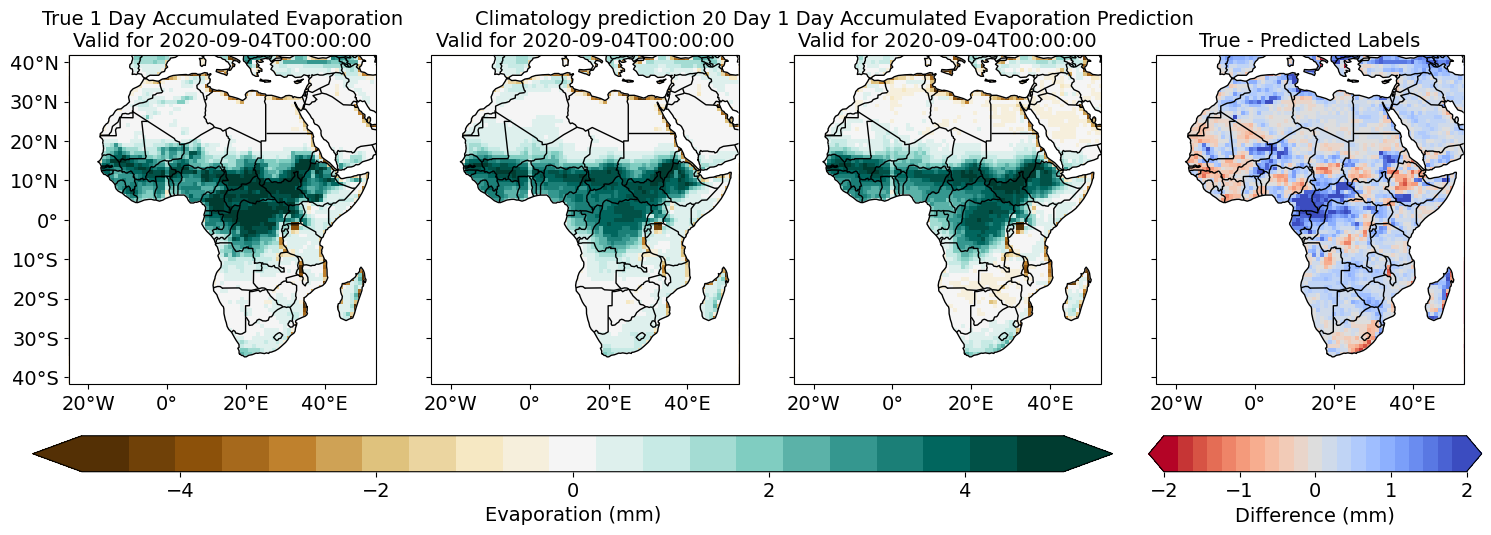 True 1 Day Accumulated Evaporation
Valid for 2020-09-04T00:00:00
Climatology prediction 20 Day 1 Day Accumulated Evaporation Prediction
Valid for 2020-09-04T00:00:00
Valid for 2020-09-04T00:00:00
True - Predicted Labels
40°N
30°N
20°N
10°N
0°
10°S
20°S
30°S
40°S
20°W 0° 20°E 40°E
20°W 0° 20°E 40°E
20°W 0° 20°E 40°E
20°W 0° 20°E 40°E
−4 −2 0 2 4
Evaporation (mm)
−2 −1 0 1 2
Difference (mm)